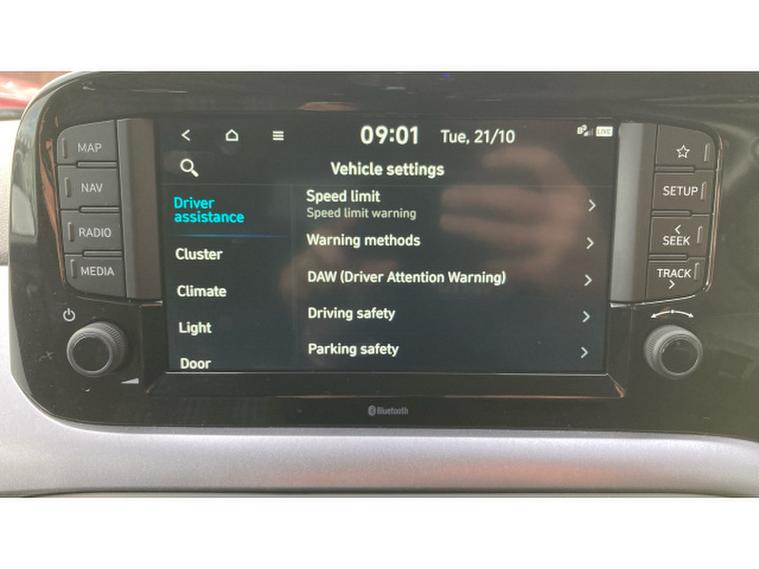 09:01 Tue, 21/10
LIVE
Vehicle settings
MAP
NAV
RADIO
MEDIA
Driver
assistance
Cluster
Climate
Light
Door
Speed limit
Speed limit warning
Warning methods
DAW (Driver Attention Warning)
Driving safety
Parking safety
SETUP
SEEK
TRACK
Bluetooth